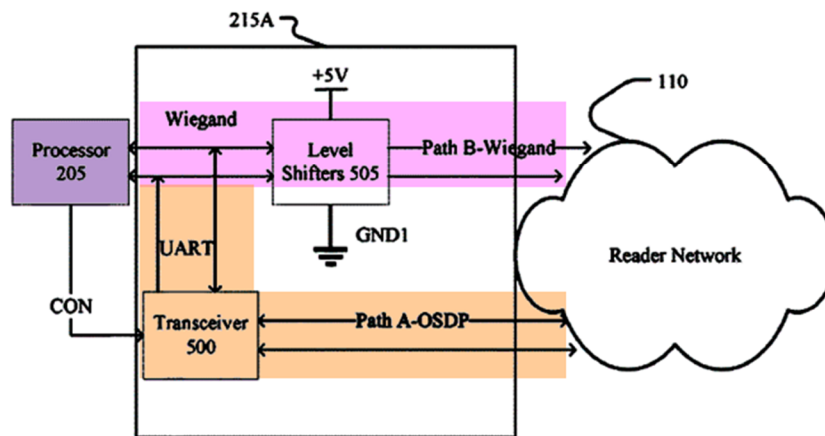 215A
+5V
110
Wiegand
Processor
205
Level
Shifters 505
Path B-Wiegand
GND1
UART
Reader Network
CON
Transceiver
500
Path A-OSDP